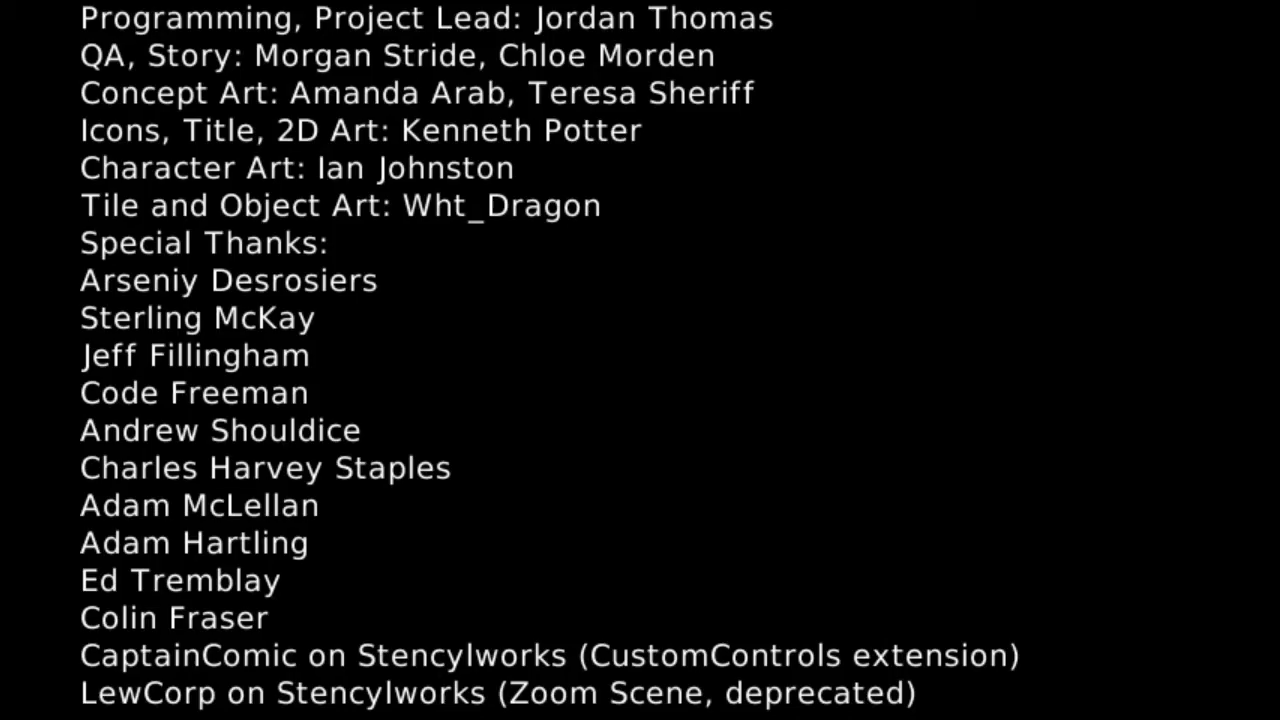 Programming, Project Lead: Jordan Thomas
QA, Story: Morgan Stride, Chloe Morden
Concept Art: Amanda Arab, Teresa Sheriff
Icons, Title, 2D Art: Kenneth Potter
Character Art: Ian Johnston
Tile and Object Art: Wht_Dragon
Special Thanks:
Arseniy Desrosiers
Sterling McKay
Jeff Fillingham
Code Freeman
Andrew Shouldice
Charles Harvey Staples
Adam McLellan
Adam Hartling
Ed Tremblay
Colin Fraser
CaptainComic on Stencylworks (CustomControls extension)
LewCorp on Stencylworks (Zoom Scene, deprecated)